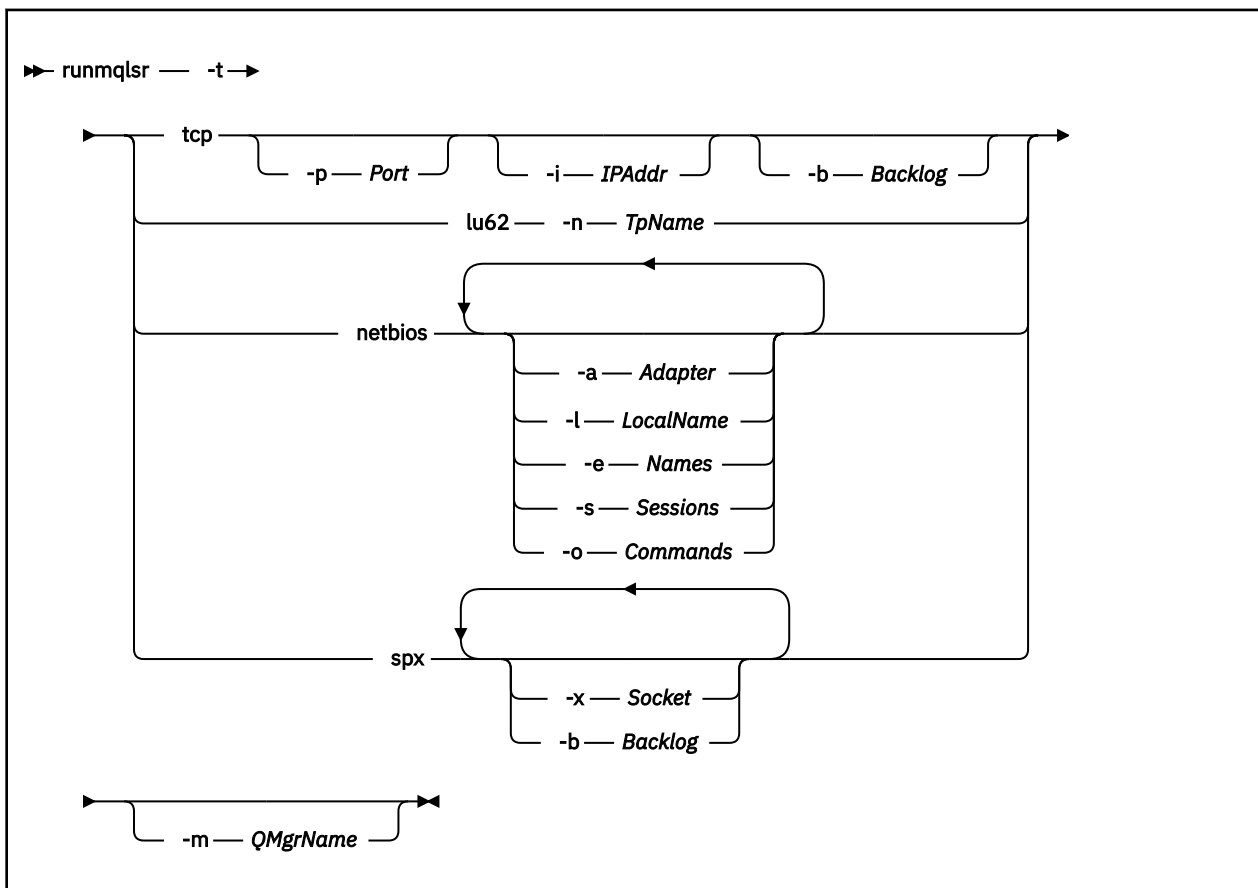 runmqlsr -t
tcp
-p Port -i IPAddr -b Backlog
lu62 -n TpName
netbios
-a Adapter
-l LocalName
-e Names
-s Sessions
-o Commands
spx
-x Socket
-b Backlog
-m QMgrName